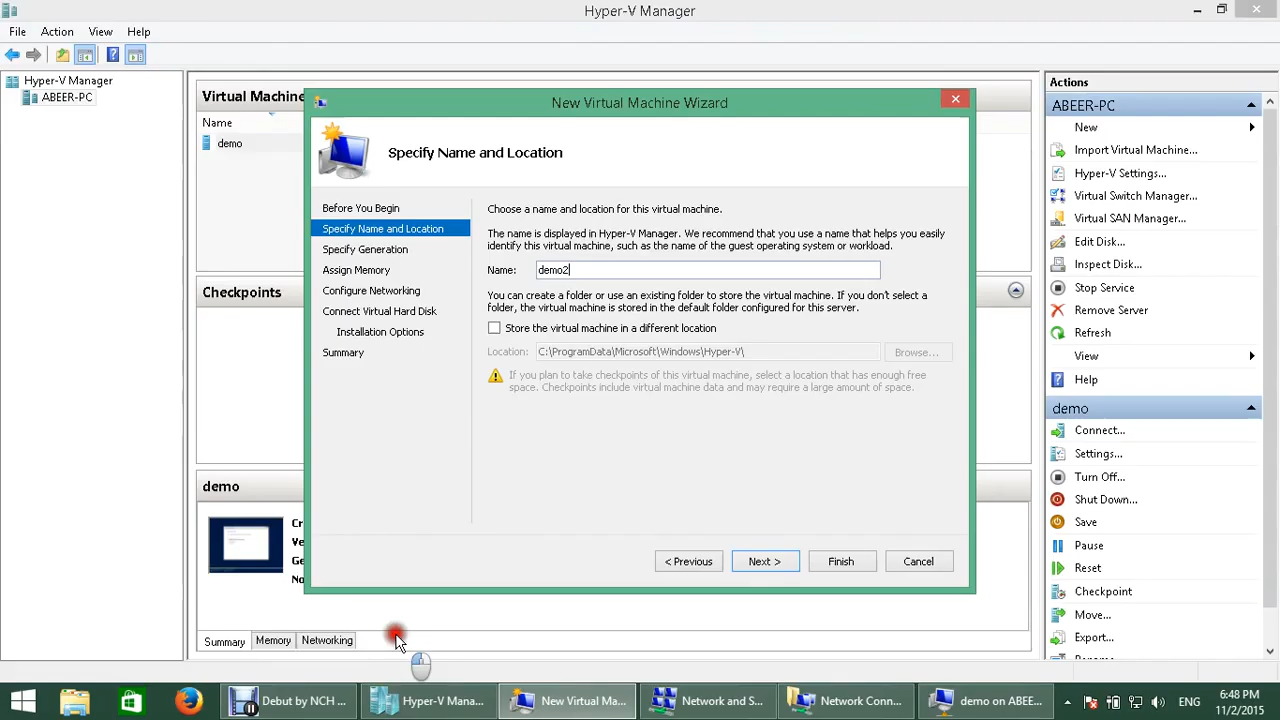 Hyper-V Manager
File Action View Help
Hyper-V Manager
ABEER-PC
Virtual Machine
Name
demo
Checkpoints
demo
Cr
Ve
Ge
No
Summary Memory Networking
New Virtual Machine Wizard
Specify Name and Location
Before You Begin
Specify Name and Location
Specify Generation
Assign Memory
Configure Networking
Connect Virtual Hard Disk
Installation Options
Summary
Choose a name and location for this virtual machine.
The name is displayed in Hyper-V Manager. We recommend that you use a name that helps you easily
identify this virtual machine, such as the name of the guest operating system or workload.
Name: demo2
You can create a folder or use an existing folder to store the virtual machine. If you don't select a
folder, the virtual machine is stored in the default folder configured for this server.
Store the virtual machine in a different location
Location: C:\ProgramData\Microsoft\Windows\Hyper-V\ Browse...
If you plan to take checkpoints of this virtual machine, select a location that has enough free
space. Checkpoints include virtual machine data and may require a large amount of space.
< Previous Next > Finish Cancel
Actions
ABEER-PC
New
Import Virtual Machine...
Hyper-V Settings...
Virtual Switch Manager...
Virtual SAN Manager...
Edit Disk...
Inspect Disk...
Stop Service
Remove Server
Refresh
View
Help
demo
Connect...
Settings...
Turn Off...
Shut Down...
Save
Pause
Reset
Checkpoint
Move...
Export...
Debut by NCH ... Hyper-V Mana... New Virtual Ma... Network and S... Network Conn... demo on ABEE... ENG 6:48 PM
11/2/2015